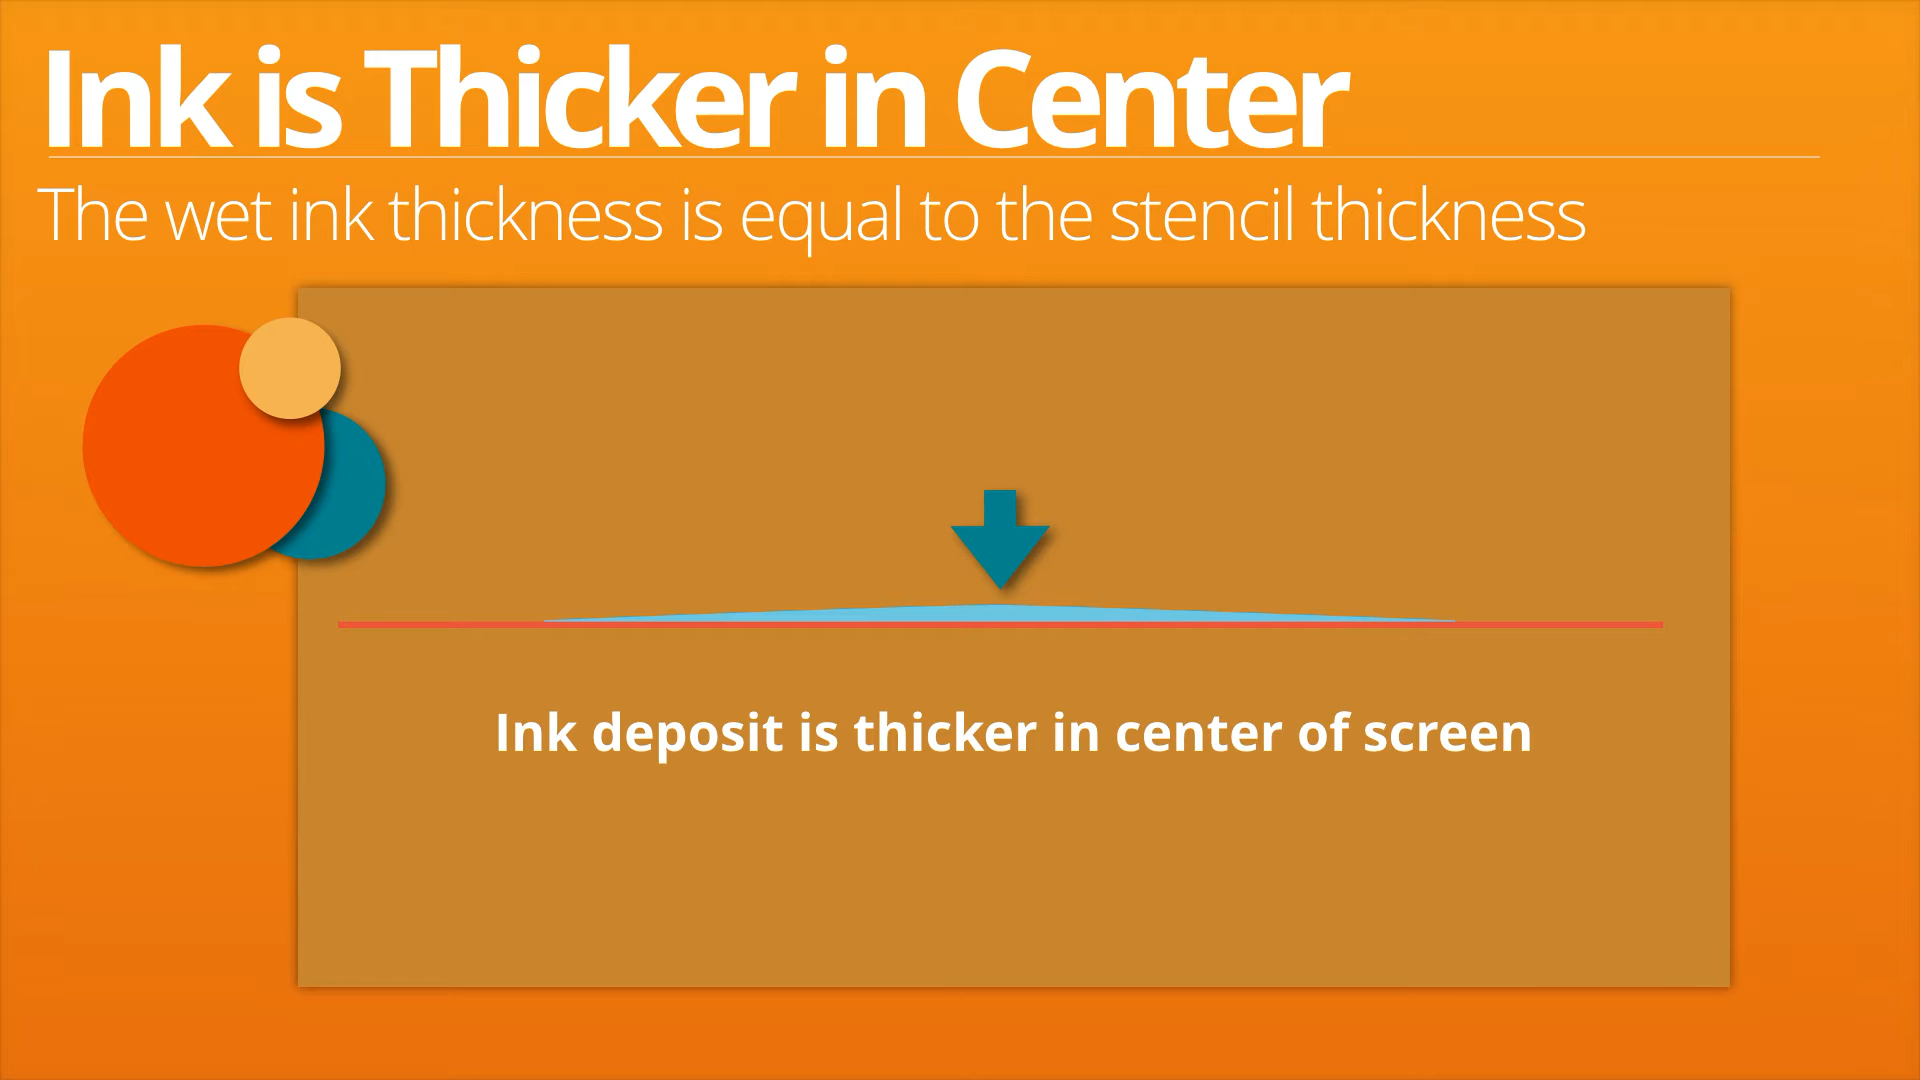 Ink is Thicker in Center
The wet ink thickness is equal to the stencil thickness
Ink deposit is thicker in center of screen